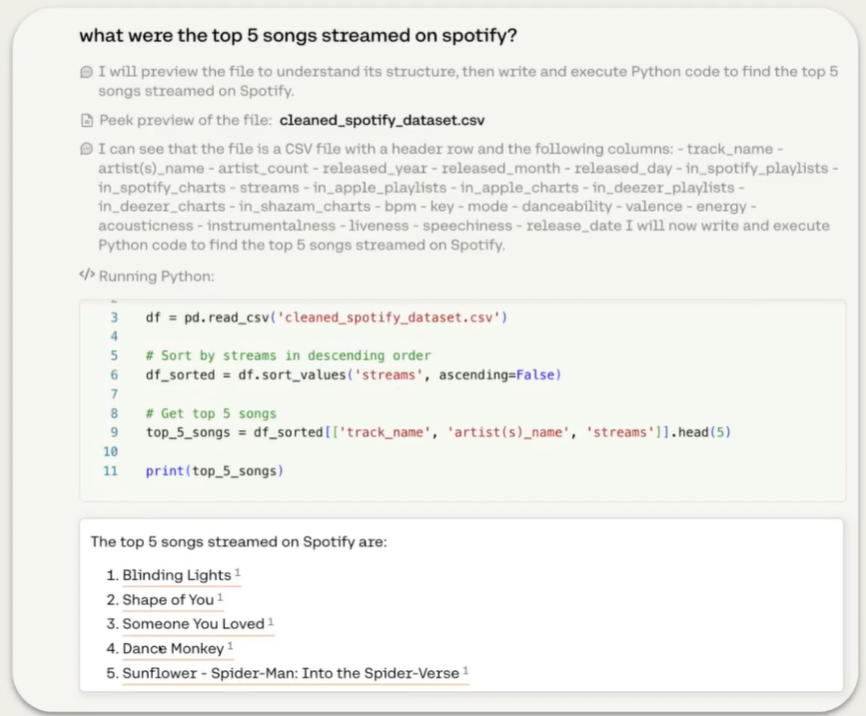 what were the top 5 songs streamed on spotify?
I will preview the file to understand its structure, then write and execute Python code to find the top 5
songs streamed on Spotify.
Peek preview of the file: cleaned_spotify_dataset.csv
I can see that the file is a CSV file with a header row and the following columns: - track_name -
artist(s)_name - artist_count - released_year - released_month - released_day - in_spotify_playlists -
in_spotify_charts - streams - in_apple_playlists - in_apple_charts - in_deezer_playlists -
in_deezer_charts - in_shazam_charts - bpm - key - mode - danceability - valence - energy -
acousticness - instrumentalness - liveness - speechiness - release_date I will now write and execute
Python code to find the top 5 songs streamed on Spotify.
</> Running Python:
3 df = pd.read_csv('cleaned_spotify_dataset.csv')
4
5 # Sort by streams in descending order
6 df_sorted = df.sort_values('streams', ascending=False)
7
8 # Get top 5 songs
9 top_5_songs = df_sorted[['track_name', 'artist(s)_name', 'streams']].head(5)
10
11 print(top_5_songs)
The top 5 songs streamed on Spotify are:
1. Blinding Lights 1
2. Shape of You 1
3. Someone You Loved 1
4. Dance Monkey 1
5. Sunflower - Spider-Man: Into the Spider-Verse 1